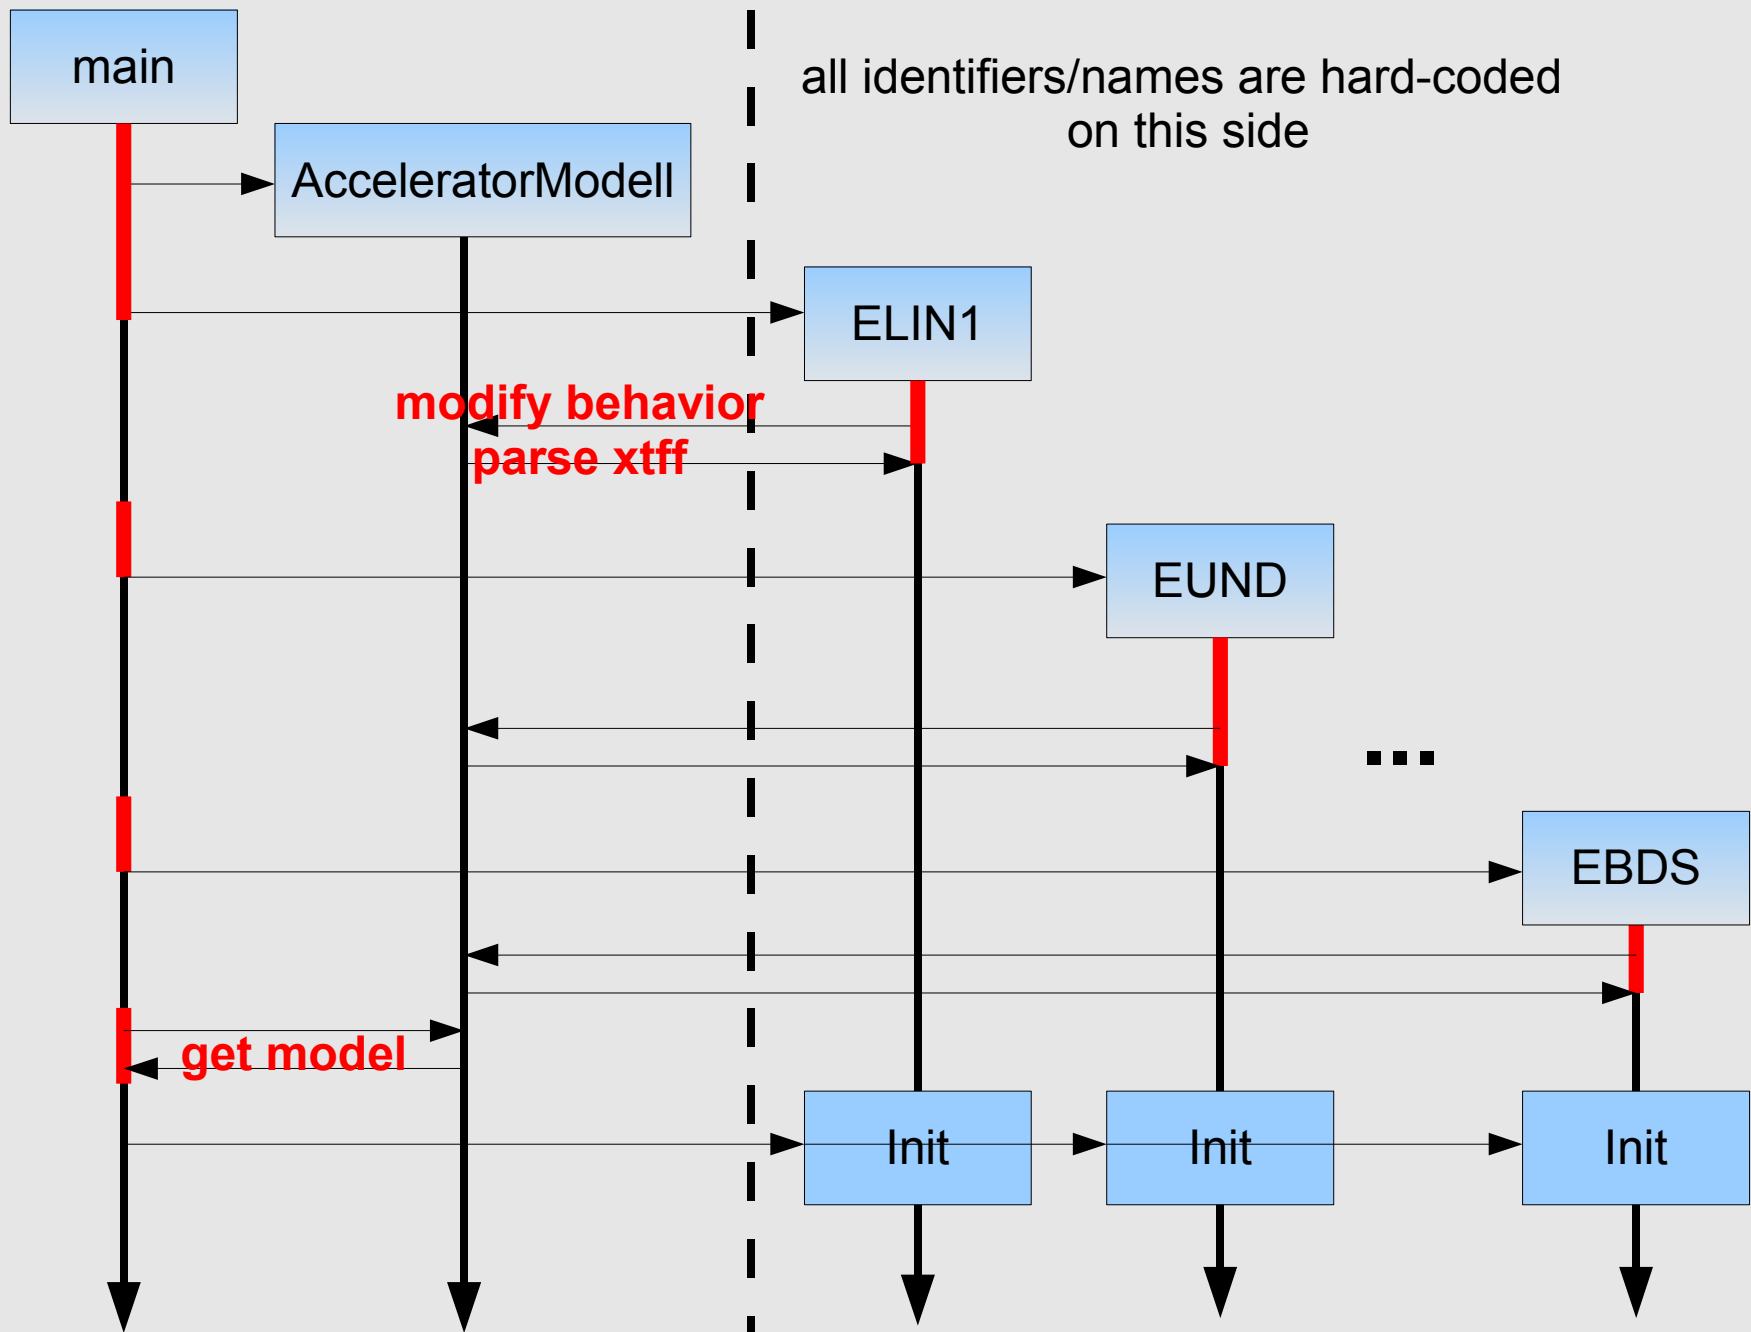 main
all identifiers/names are hard-coded
on this side
AcceleratorModell
ELIN1
modify behavior
parse xtff
EUND
...
EBDS
get model
Init
Init
Init